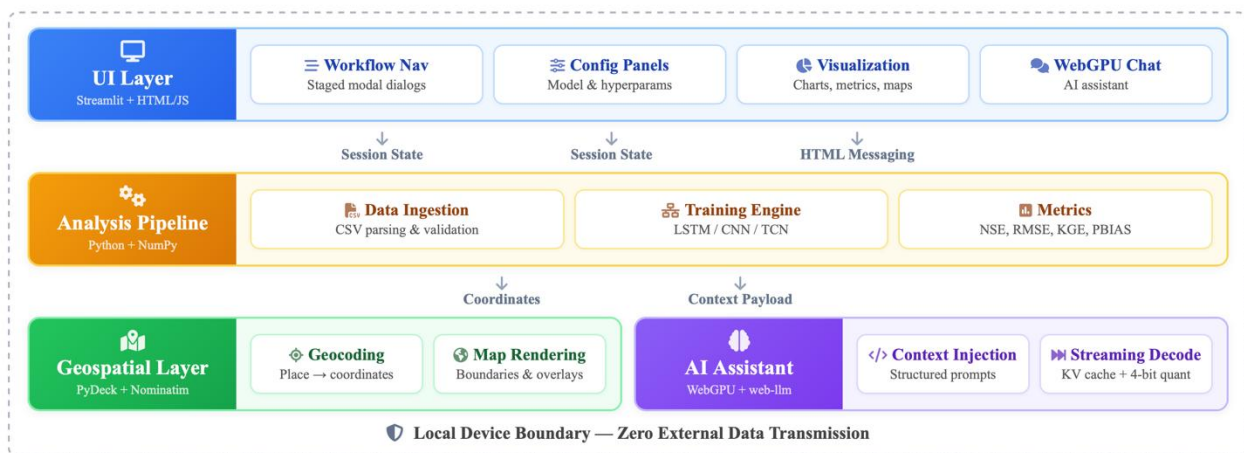 UI Layer
Streamlit + HTML/JS
Workflow Nav
Staged modal dialogs
Config Panels
Model & hyperparams
Visualization
Charts, metrics, maps
WebGPU Chat
AI assistant
Session State
Session State
HTML Messaging
Analysis Pipeline
Python + NumPy
CSV
Data Ingestion
CSV parsing & validation
Training Engine
LSTM / CNN / TCN
Metrics
NSE, RMSE, KGE, PBIAS
Coordinates
Context Payload
Geospatial Layer
PyDeck + Nominatim
Geocoding
Place → coordinates
Map Rendering
Boundaries & overlays
AI Assistant
WebGPU + web-llm
</> Context Injection
Structured prompts
Streaming Decode
KV cache + 4-bit quant
Local Device Boundary — Zero External Data Transmission